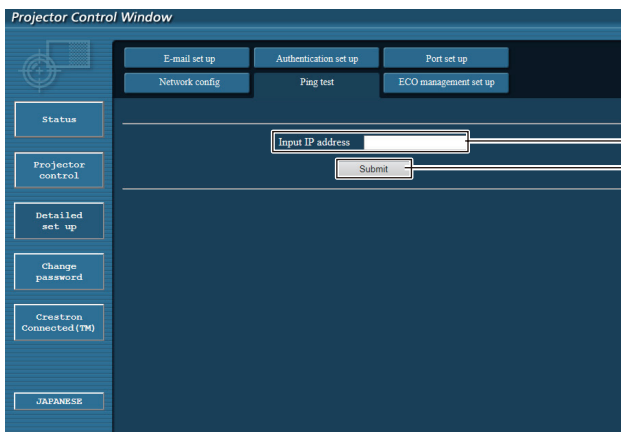 Projector Control Window
E-mail set up
Authentication set up
Port set up
Network config
Ping test
ECO management set up
Status
Input IP address
Submit
Projector
control
Detailed
set up
Change
password
Crestron
Connected(TM)
JAPANESE